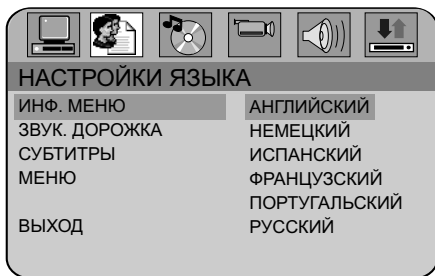 НАСТРОЙКИ ЯЗЫКА
ИНФ. МЕНЮ АНГЛИЙСКИЙ
ЗВУК. ДОРОЖКА НЕМЕЦКИЙ
СУБТИТРЫ ИСПАНСКИЙ
МЕНЮ ФРАНЦУЗСКИЙ
ПОРТУГАЛЬСКИЙ
ВЫХОД РУССКИЙ